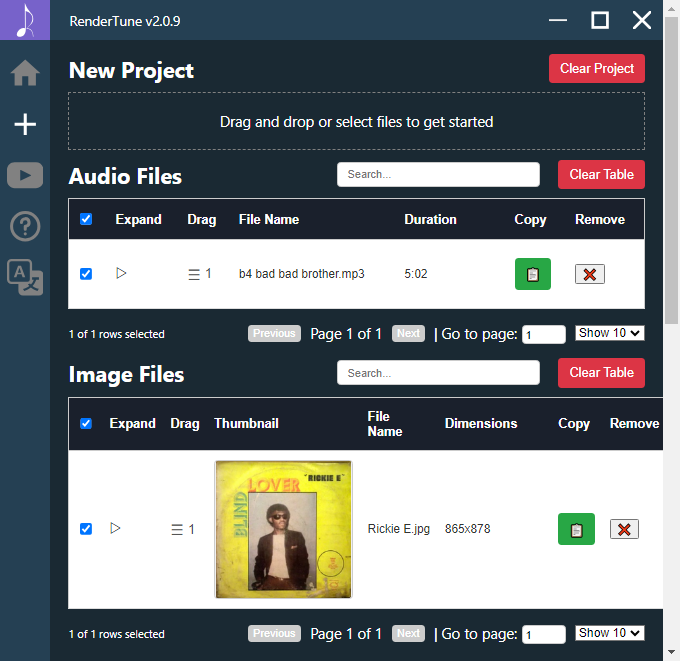 RenderTune v2.0.9
New Project
Clear Project
Drag and drop or select files to get started
Audio Files
Search...
Clear Table
Expand Drag File Name Duration Copy Remove
1 b4 bad bad brother.mp3 5:02
1 of 1 rows selected
Previous Page 1 of 1 Next | Go to page: 1 Show 10
Image Files
Search...
Clear Table
Expand Drag Thumbnail File Name Dimensions Copy Remove
"RICKIE E"
BLIND
LOVER
1 Rickie E.jpg 865x878
1 of 1 rows selected
Previous Page 1 of 1 Next | Go to page: 1 Show 10
A